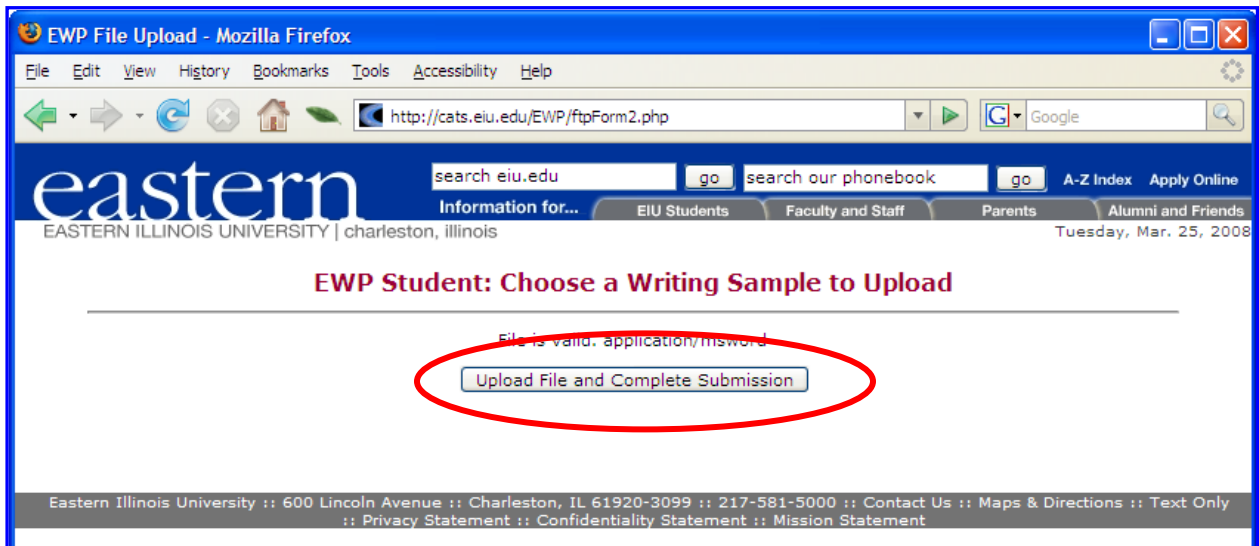 EWP File Upload - Mozilla Firefox
File Edit View History Bookmarks Tools Accessibility Help
http://cats.eiu.edu/EWP/ftpForm2.php G Google
eastern
search eiu.edu go search our phonebook go A-Z Index Apply Online
Information for... EIU Students Faculty and Staff Parents Alumni and Friends
EASTERN ILLINOIS UNIVERSITY | charleston, illinois Tuesday, Mar. 25, 2008
EWP Student: Choose a Writing Sample to Upload
File is valid. application/msword
Upload File and Complete Submission
Eastern Illinois University :: 600 Lincoln Avenue :: Charleston, IL 61920-3099 :: 217-581-5000 :: Contact Us :: Maps & Directions :: Text Only
:: Privacy Statement :: Confidentiality Statement :: Mission Statement